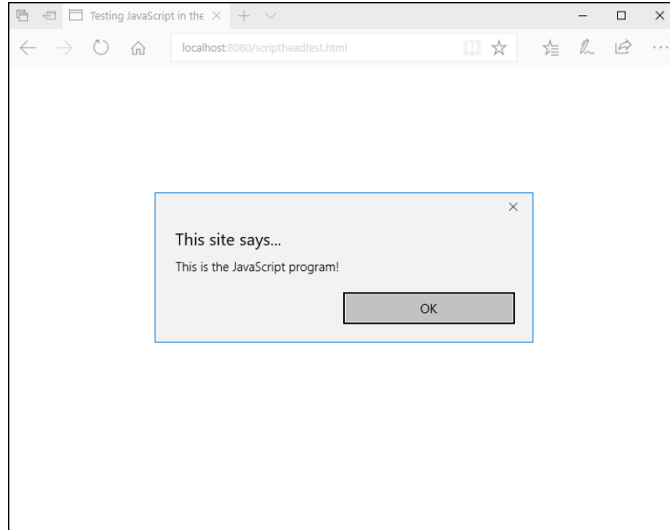 Testing JavaScript in the
localhost:8080/scriptheadtest.html
This site says...
This is the JavaScript program!
OK